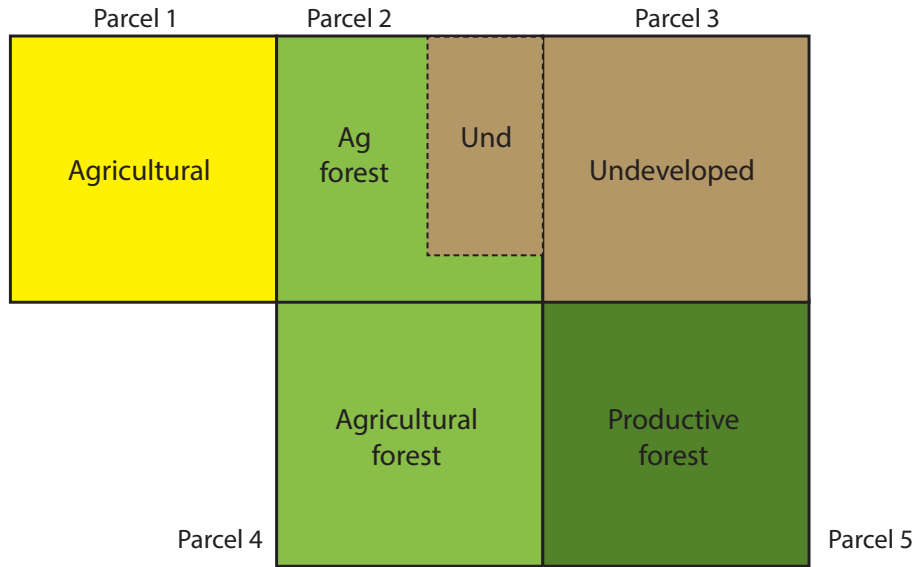 Parcel 1
Parcel 2
Parcel 3
Agricultural
Ag
forest
Und
Undeveloped
Agricultural
forest
Productive
forest
Parcel 4
Parcel 5